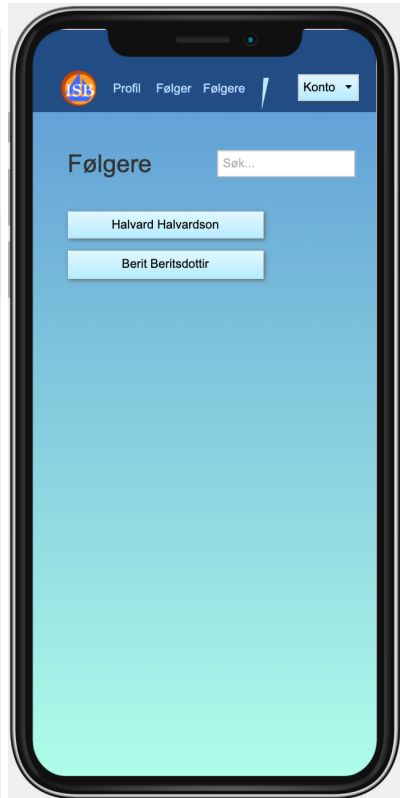 ISB Profil Følger Følgere Konto
Følgere Søk...
Halvard Halvardson
Berit Beritsdottir